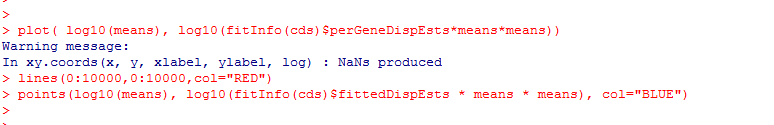 >
> plot( log10(means), log10(fitInfo(cds)$perGeneDispEsts*means*means))
Warning message:
In xy.coords(x, y, xlabel, ylabel, log) : NaNs produced
> lines(0:10000,0:10000,col="RED")
> points(log10(means), log10(fitInfo(cds)$fittedDispEsts * means * means), col="BLUE")
>